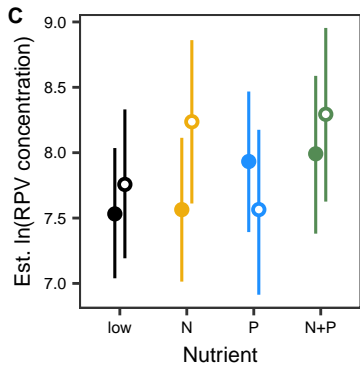 C
Est. ln(RPV concentration)
9.0
8.5
8.0
7.5
7.0
low N P N+P
Nutrient